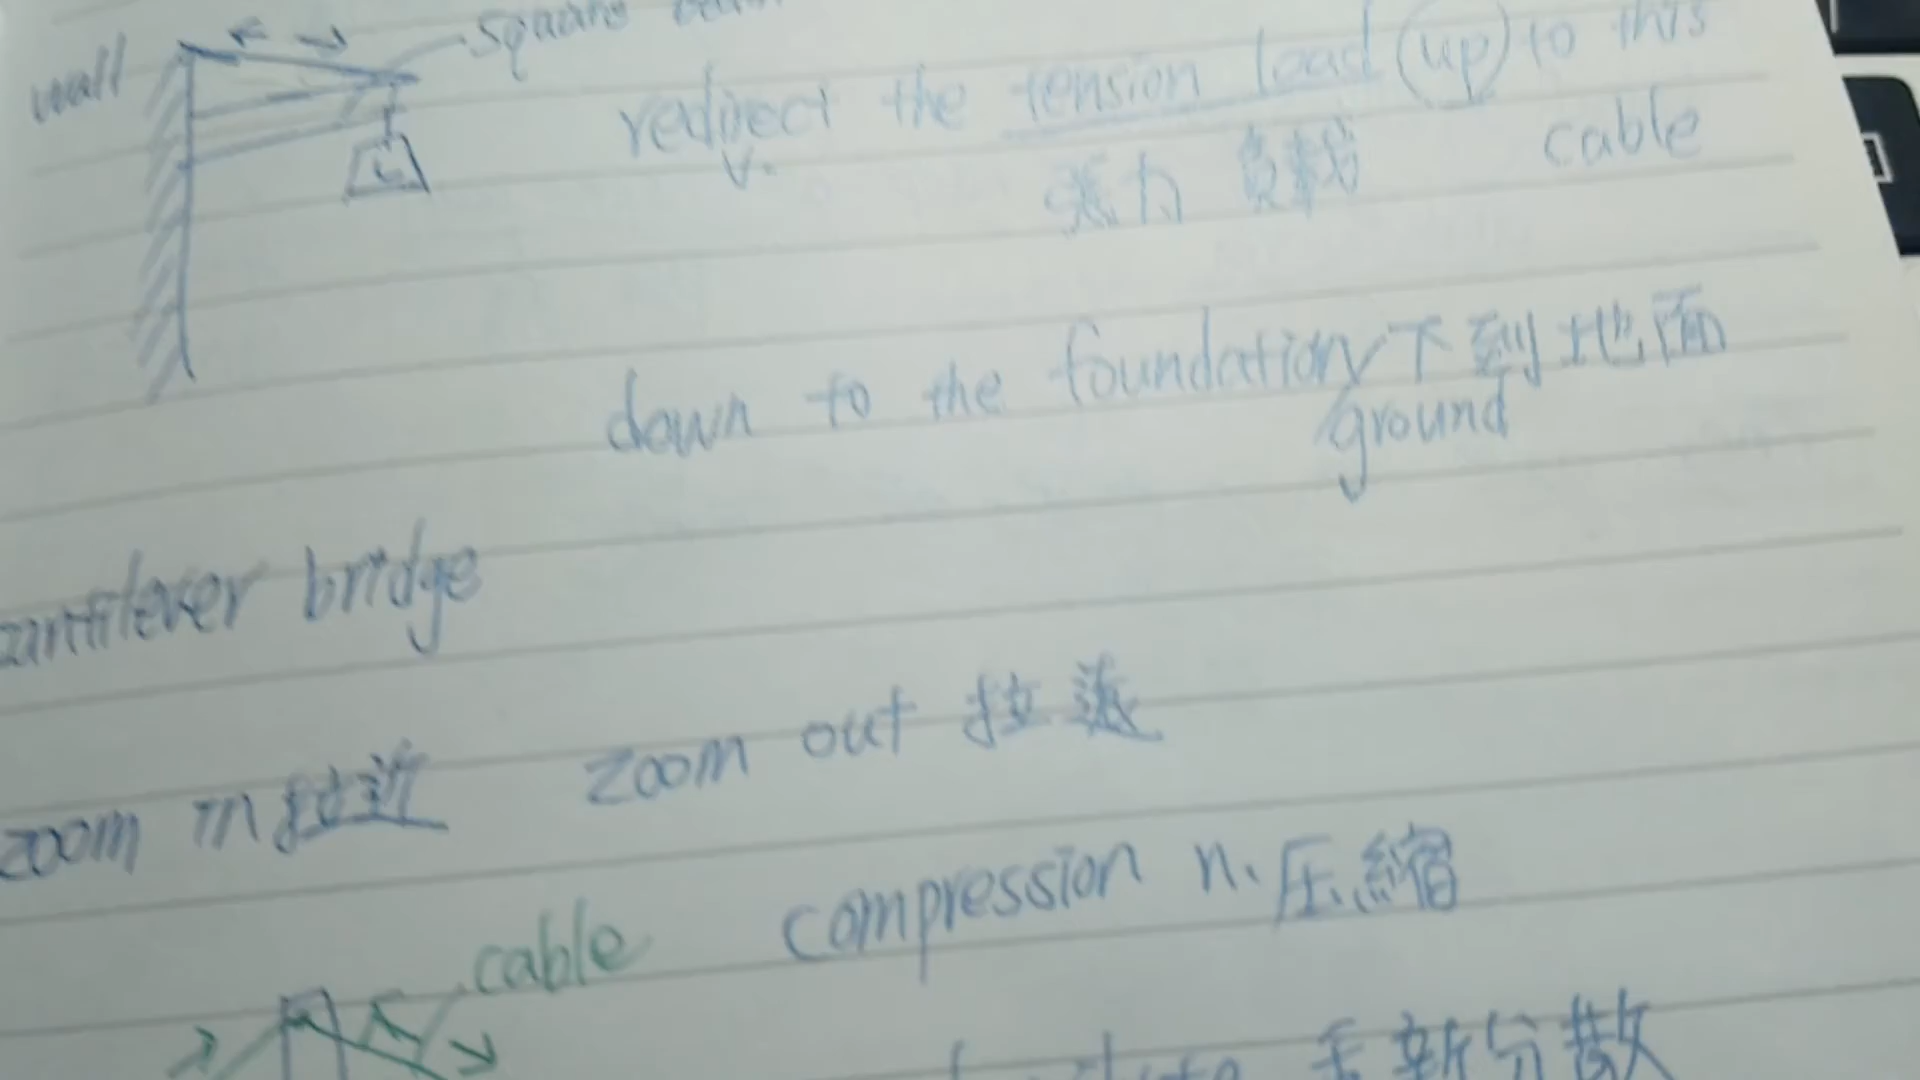 wall
square
redirect the tension load (up) to this
v.
张力 负载
cable
down to the foundation 下到地面
ground
cantilever bridge
zoom in 拉近 zoom out 拉远
compression n. 压縮
cable
重新分散